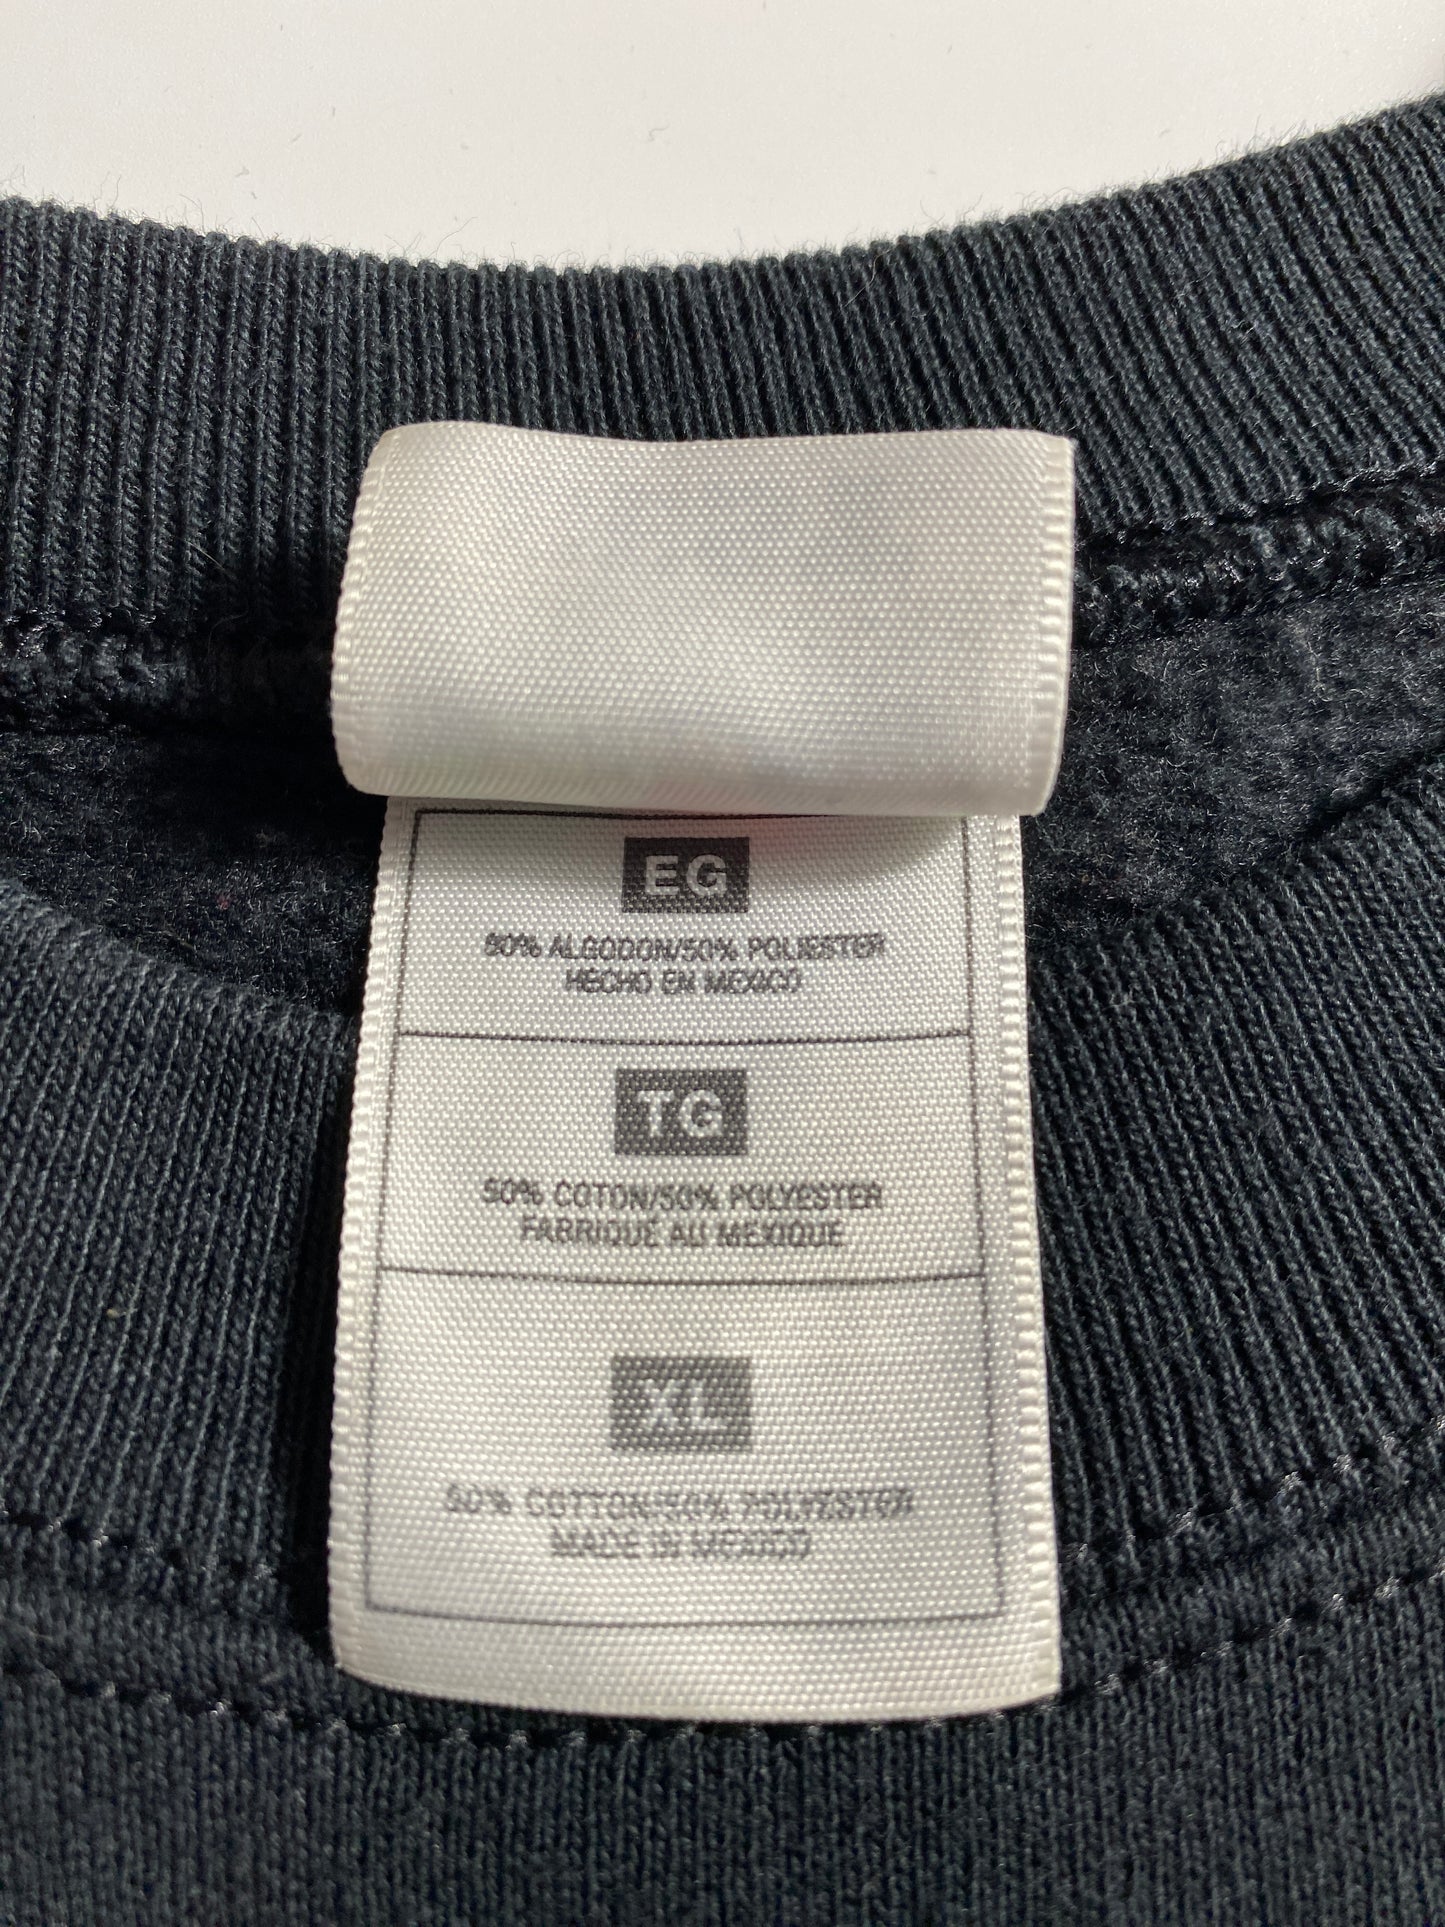 EG
50% ALGODON/50% POLIESTER
HECHO EN MEXICO
TG
50% COTON/50% POLYESTER
FABRIQUE AU MEXIQUE
XL
50% COTTON/50% POLYESTER
MADE IN MEXICO